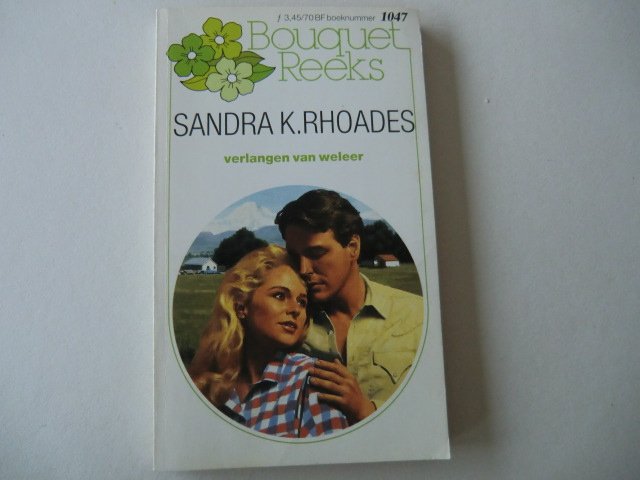 ƒ 3,45/70 BF boeknummer 1047
Bouquet
Reeks
SANDRA K.RHOADES
verlangen van weleer